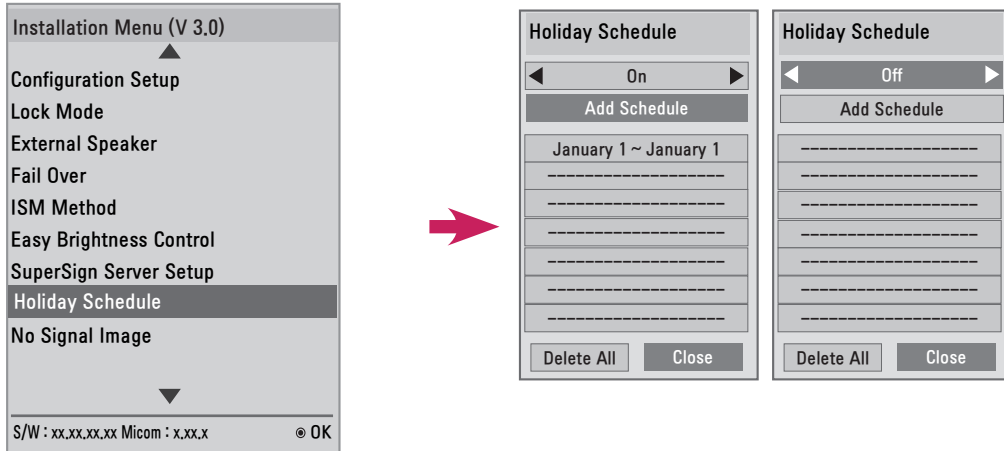 Installation Menu (V 3.0)
Configuration Setup
Lock Mode
External Speaker
Fail Over
ISM Method
Easy Brightness Control
SuperSign Server Setup
Holiday Schedule
No Signal Image
S/W : xx.xx.xx.xx Micom : x.xx.x ◉ OK
Holiday Schedule
◀ On ▶
Add Schedule
January 1 ~ January 1
-------------------
-------------------
-------------------
-------------------
-------------------
-------------------
Delete All Close
Holiday Schedule
◀ Off ▶
Add Schedule
-------------------
-------------------
-------------------
-------------------
-------------------
-------------------
-------------------
Delete All Close